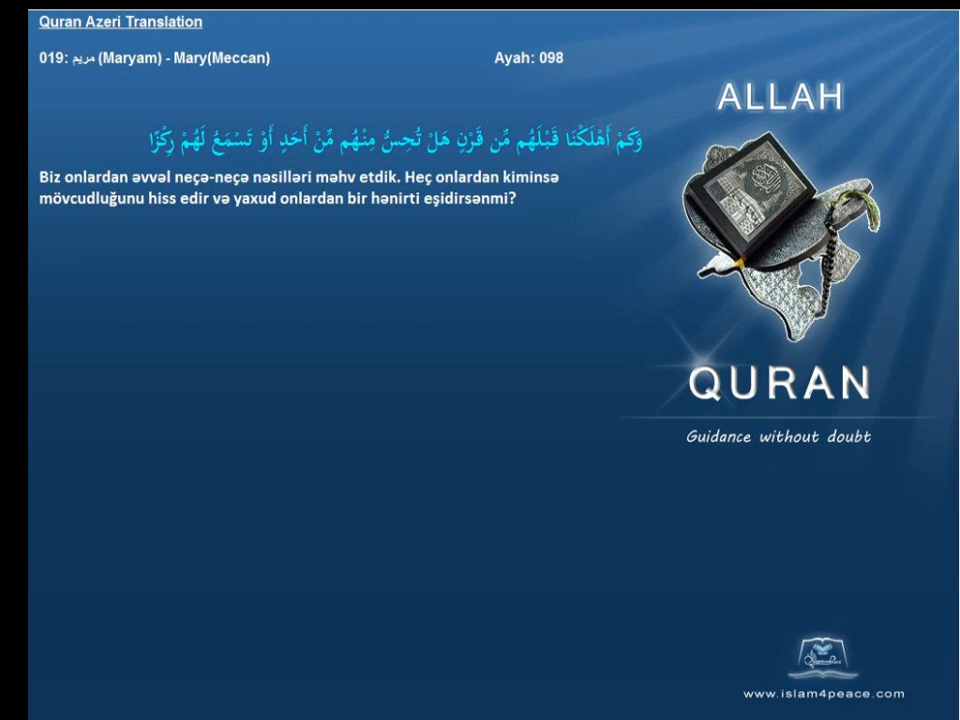 Quran Azeri Translation
019: مريم (Maryam) - Mary(Meccan)
Ayah: 098
وَكَمْ أَهْلَكْنَا قَبْلَهُم مِّن قَرْنٍ هَلْ تُحِسُّ مِنْهُم مِّنْ أَحَدٍ أَوْ تَسْمَعُ لَهُمْ رِكْزًا
Biz onlardan əvvəl neçə-neçə nəsilləri məhv etdik. Heç onlardan kiminsə
mövcudluğunu hiss edir və yaxud onlardan bir hənirti eşidirsənmi?
ALLAH
QURAN
Guidance without doubt
www.islam4peace.com